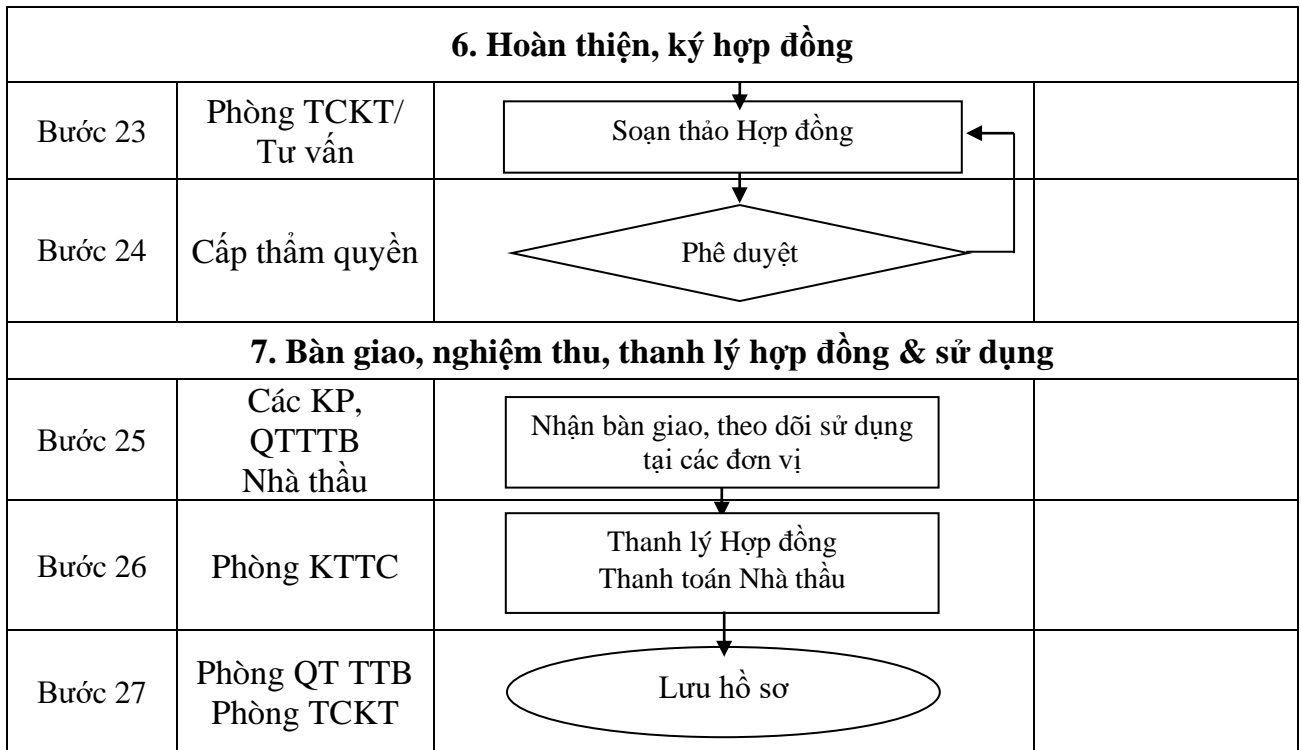 6. Hoàn thiện, ký hợp đồng
Bước 23
Phòng TCKT/
Tư vấn
Soạn thảo Hợp đồng
Bước 24
Cấp thẩm quyền
Phê duyệt
7. Bàn giao, nghiệm thu, thanh lý hợp đồng & sử dụng
Bước 25
Các KP,
QTTTB
Nhà thầu
Nhận bàn giao, theo dõi sử dụng
tại các đơn vị
Bước 26
Phòng KTTC
Thanh lý Hợp đồng
Thanh toán Nhà thầu
Bước 27
Phòng QT TTB
Phòng TCKT
Lưu hồ sơ